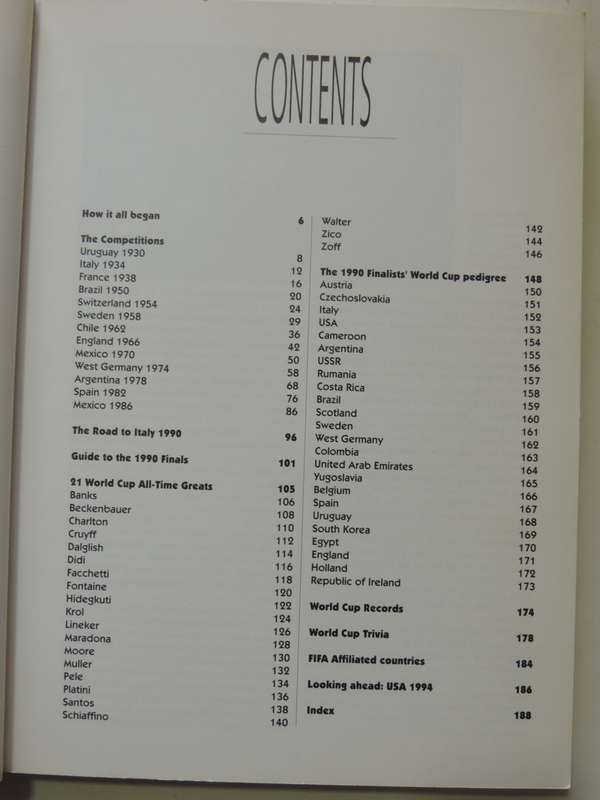 CONTENTS
How it all began 6
The Competitions
Uruguay 1930 8
Italy 1934 12
France 1938 16
Brazil 1950 20
Switzerland 1954 24
Sweden 1958 29
Chile 1962 36
England 1966 42
Mexico 1970 50
West Germany 1974 58
Argentina 1978 68
Spain 1982 76
Mexico 1986 86
The Road to Italy 1990 96
Guide to the 1990 Finals 101
21 World Cup All-Time Greats 105
Banks 106
Beckenbauer 108
Charlton 110
Cruyff 112
Dalglish 114
Didi 116
Facchetti 118
Fontaine 120
Hidegkuti 122
Krol 124
Lineker 126
Maradona 128
Moore 130
Muller 132
Pele 134
Platini 136
Santos 138
Schiaffino 140
Walter 142
Zico 144
Zoff 146
The 1990 Finalists' World Cup pedigree 148
Austria 150
Czechoslovakia 151
Italy 152
USA 153
Cameroon 154
Argentina 155
USSR 156
Rumania 157
Costa Rica 158
Brazil 159
Scotland 160
Sweden 161
West Germany 162
Colombia 163
United Arab Emirates 164
Yugoslavia 165
Belgium 166
Spain 167
Uruguay 168
South Korea 169
Egypt 170
England 171
Holland 172
Republic of Ireland 173
World Cup Records 174
World Cup Trivia 178
FIFA Affiliated countries 184
Looking ahead: USA 1994 186
Index 188